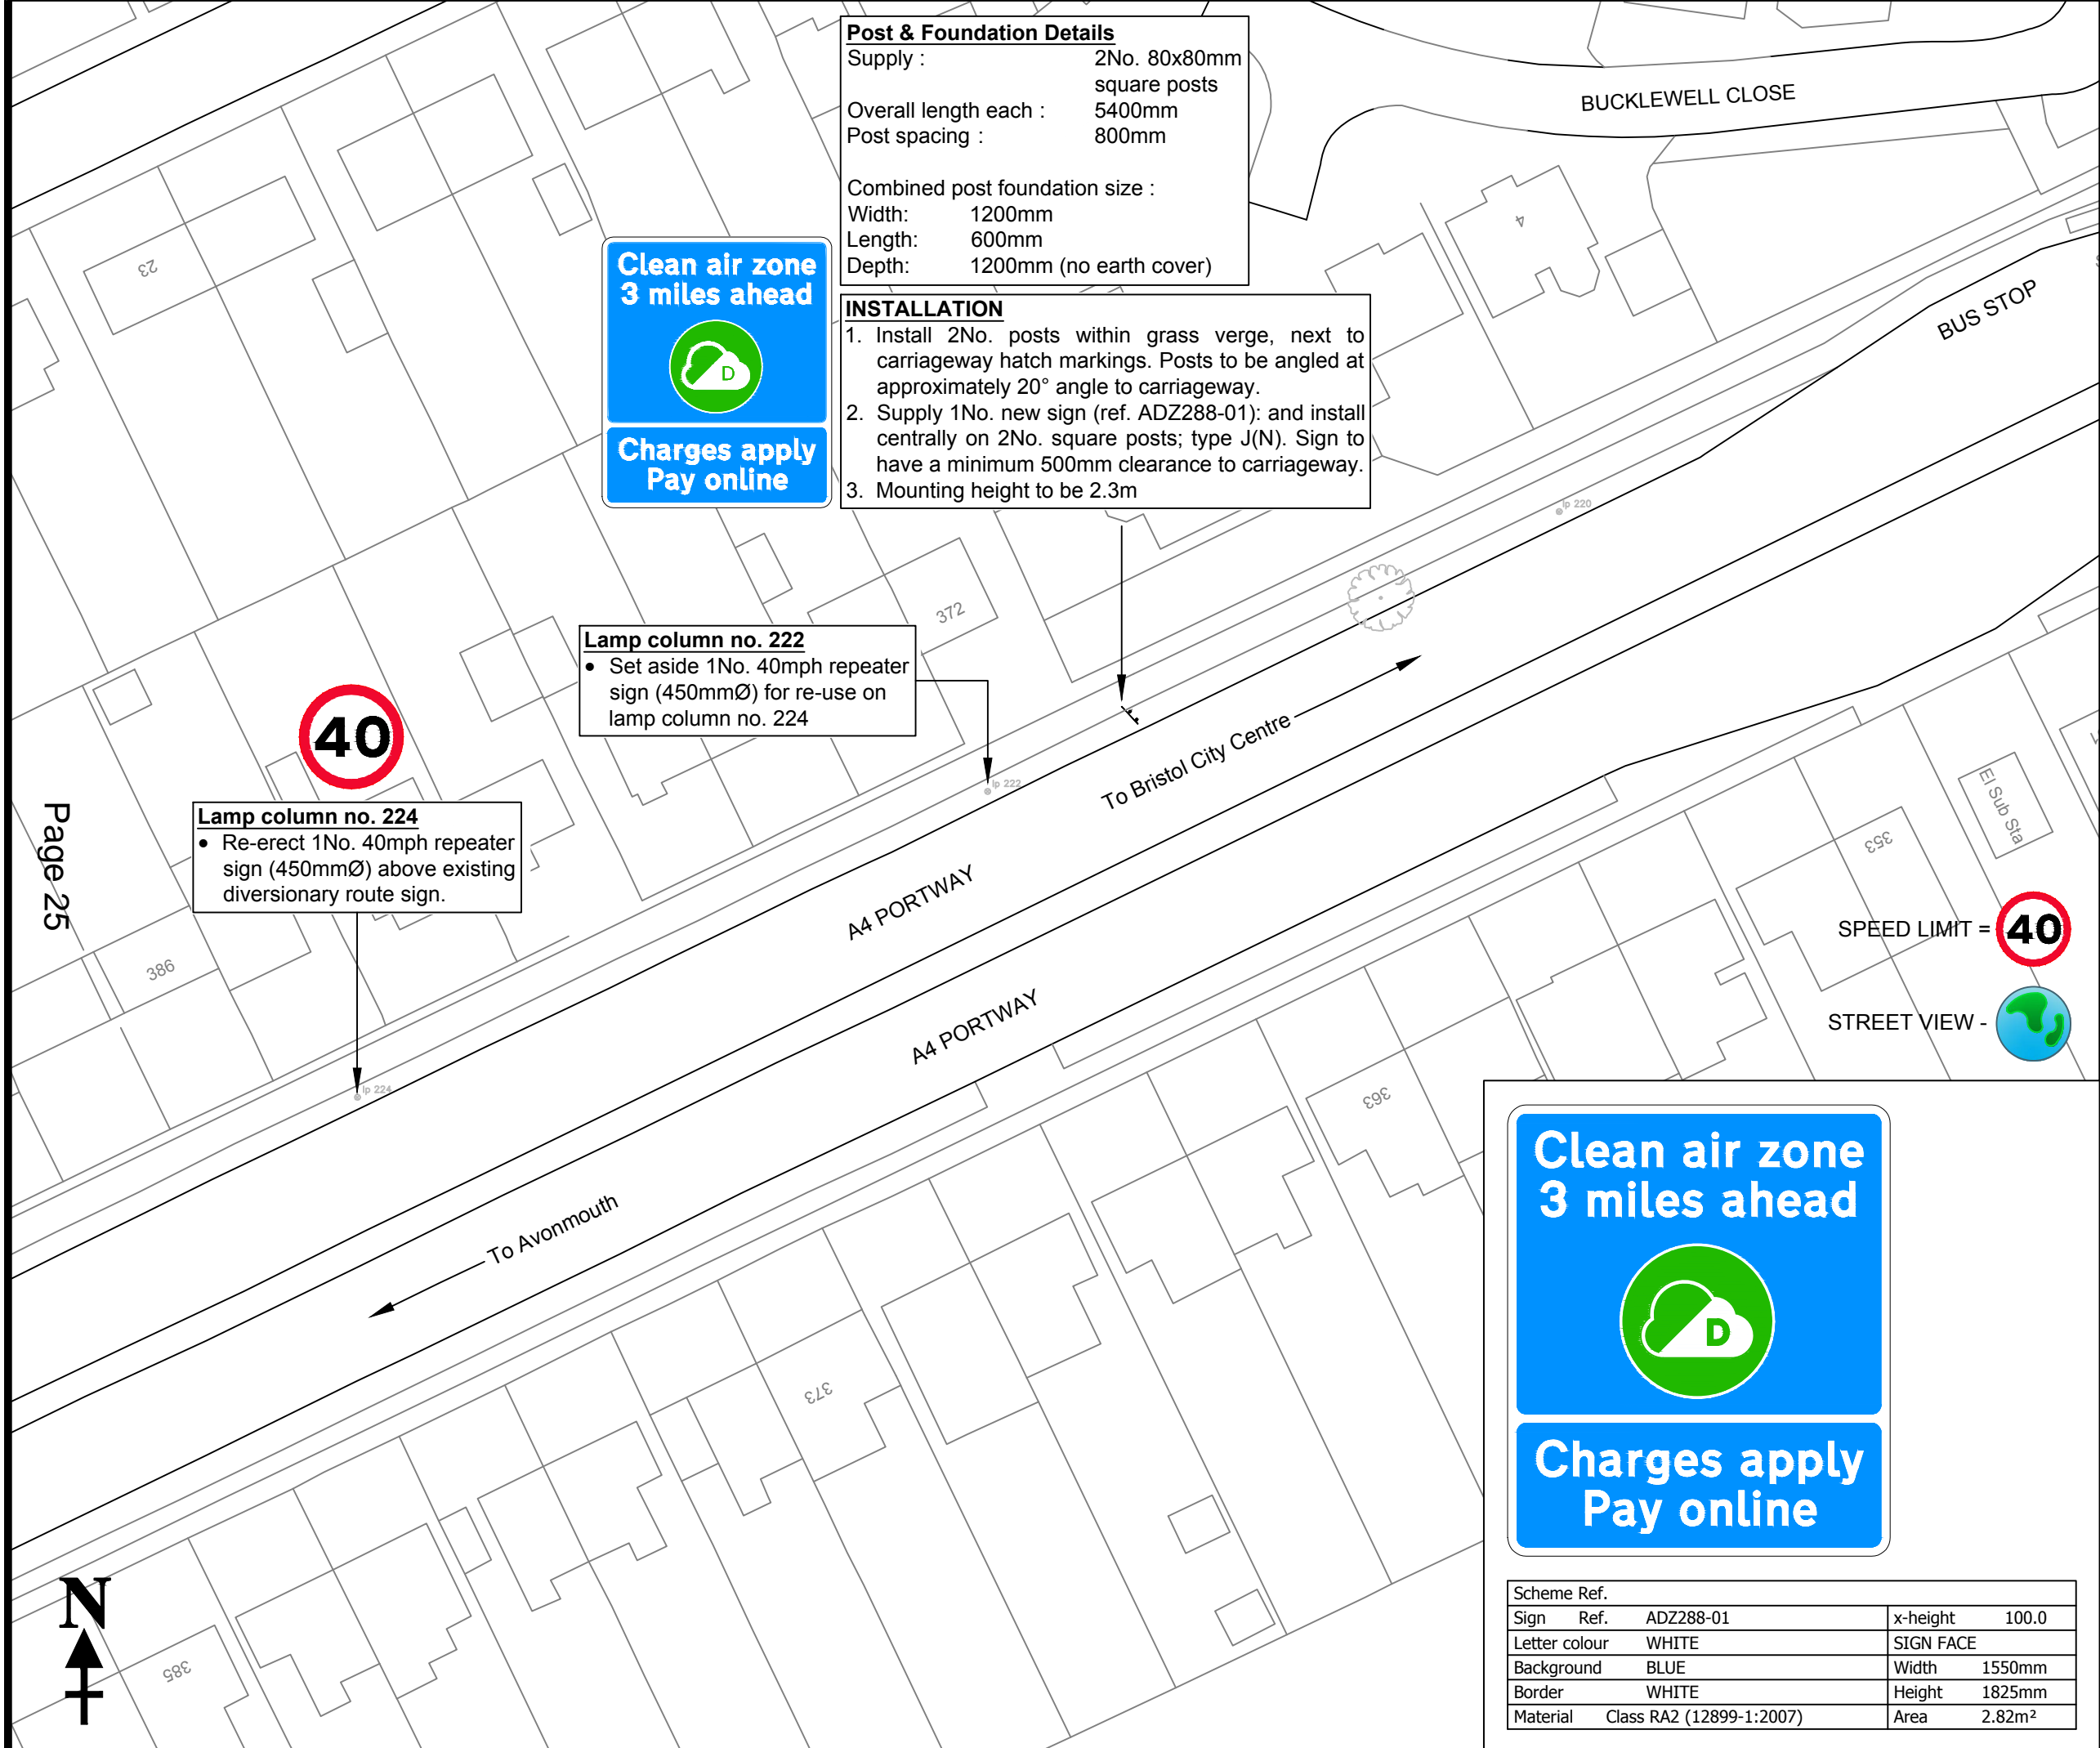 Post & Foundation Details
Supply : 2No. 80x80mm
square posts
Overall length each : 5400mm
Post spacing : 800mm
Combined post foundation size :
Width: 1200mm
Length: 600mm
Depth: 1200mm (no earth cover)
BUCKLEWELL CLOSE
4
23
Clean air zone
3 miles ahead
D
Charges apply
Pay online
INSTALLATION
1. Install 2No. posts within grass verge, next to
carriageway hatch markings. Posts to be angled at
approximately 20° angle to carriageway.
2. Supply 1No. new sign (ref. ADZ288-01): and install
centrally on 2No. square posts; type J(N). Sign to
have a minimum 500mm clearance to carriageway.
3. Mounting height to be 2.3m
BUS STOP
lp 220
372
Lamp column no. 222
• Set aside 1No. 40mph repeater
sign (450mmØ) for re-use on
lamp column no. 224
lp 222
To Bristol City Centre
40
Lamp column no. 224
• Re-erect 1No. 40mph repeater
sign (450mmØ) above existing
diversionary route sign.
Page 25
386
lp 224
A4 PORTWAY
A4 PORTWAY
To Avonmouth
El Sub Sta
353
SPEED LIMIT = 40
STREET VIEW -
363
373
385
N
Clean air zone
3 miles ahead
D
Charges apply
Pay online
Scheme Ref.
Sign Ref. ADZ288-01 x-height 100.0
Letter colour WHITE SIGN FACE
Background BLUE Width 1550mm
Border WHITE Height 1825mm
Material Class RA2 (12899-1:2007) Area 2.82m²